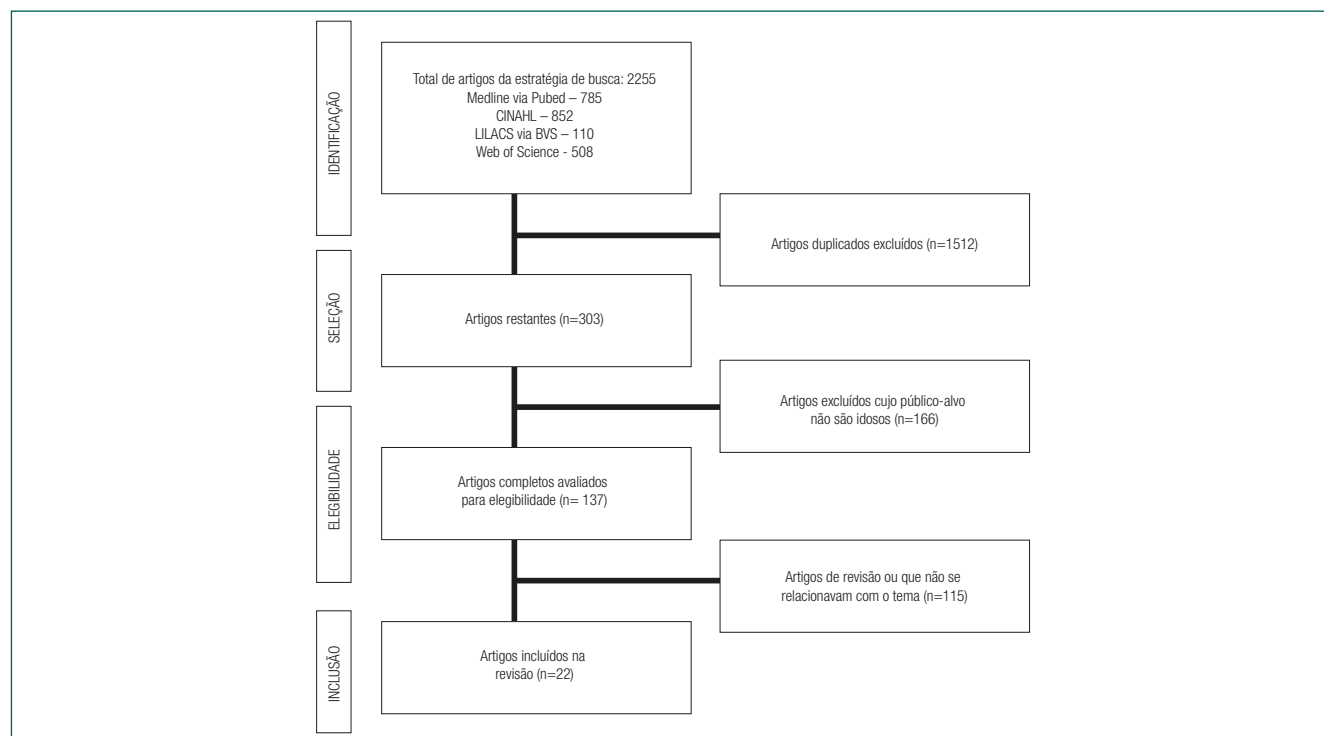 IDENTIFICAÇÃO
Total de artigos da estratégia de busca: 2255
Medline via Pubed – 785
CINAHL – 852
LILACS via BVS – 110
Web of Science - 508
Artigos duplicados excluídos (n=1512)
SELEÇÃO
Artigos restantes (n=303)
Artigos excluídos cujo público-alvo
não são idosos (n=166)
ELEGIBILIDADE
Artigos completos avaliados
para elegibilidade (n= 137)
Artigos de revisão ou que não se
relacionavam com o tema (n=115)
INCLUSÃO
Artigos incluídos na
revisão (n=22)